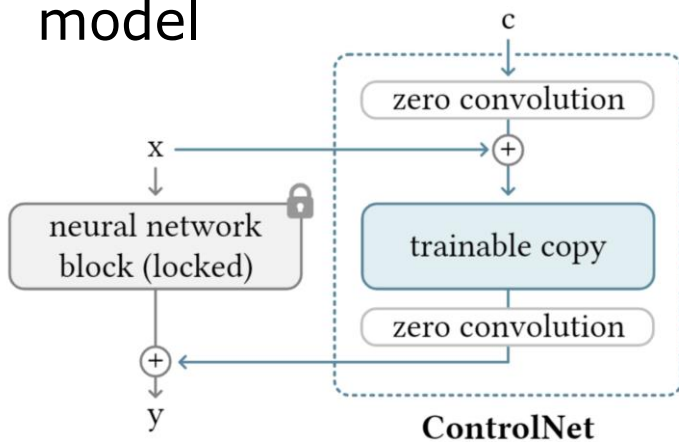 model
c
zero convolution
x
+
neural network
block (locked)
trainable copy
zero convolution
+
y
ControlNet